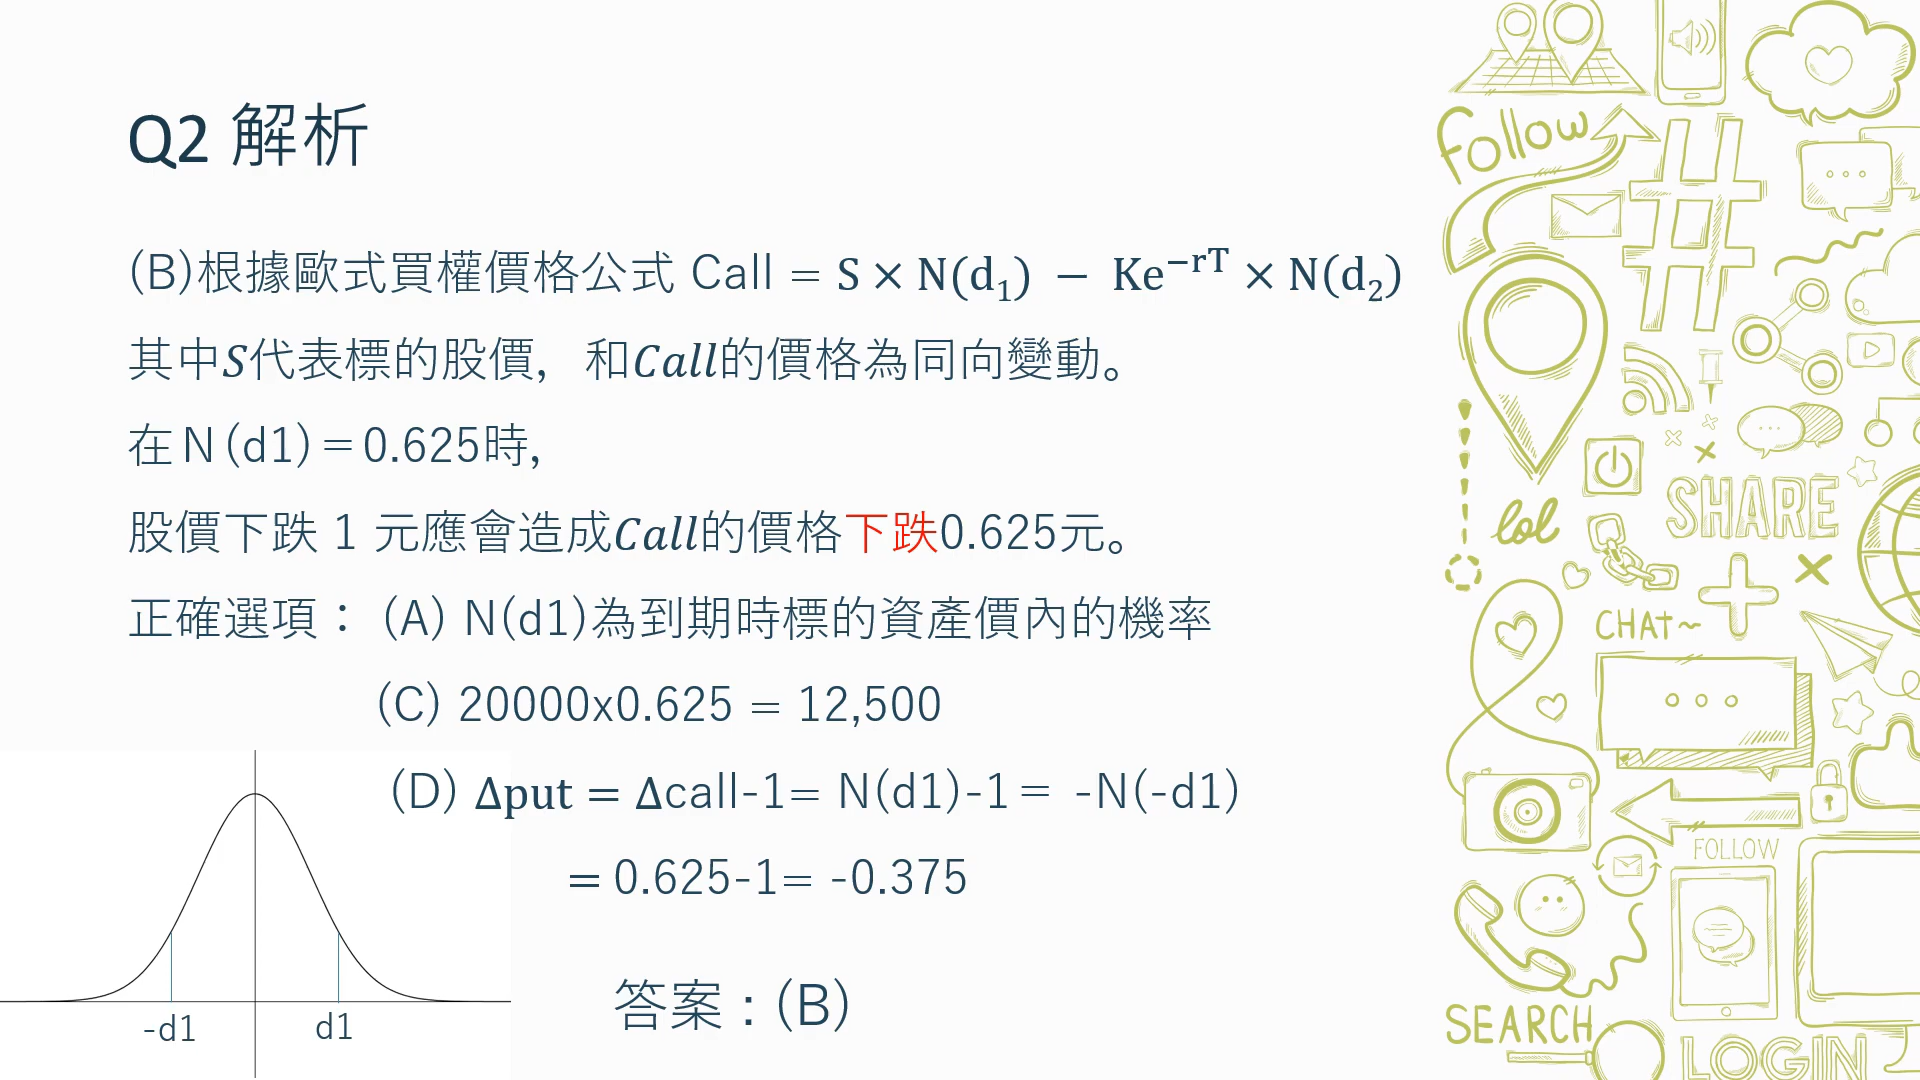 Q2 解析
(B)根據歐式買權價格公式 Call = S × N(d₁) − Ke⁻ʳᵀ × N(d₂)
其中S代表標的股價，和Call的價格為同向變動。
在N(d1)=0.625時，
股價下跌 1 元應會造成Call的價格下跌0.625元。
正確選項：(A) N(d1)為到期時標的資產價內的機率
(C) 20000x0.625 = 12,500
(D) Δput = Δcall-1= N(d1)-1= -N(-d1)
= 0.625-1= -0.375
答案：(B)
-d1
d1
follow
#
lol
SHARE
CHAT~
FOLLOW
SEARCH
LOGIN